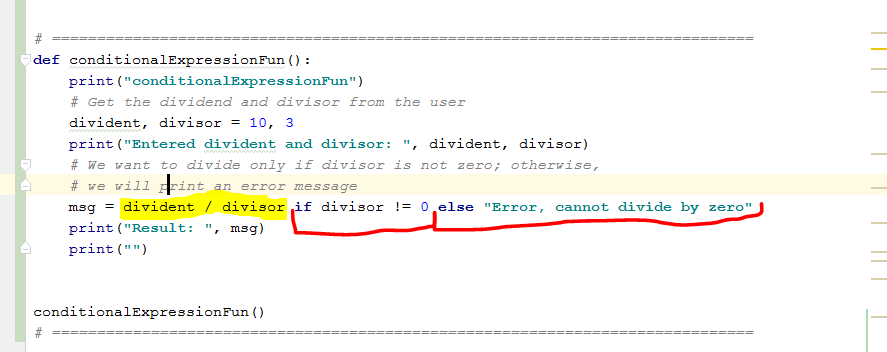 # ==============================================================================
def conditionalExpressionFun():
    print("conditionalExpressionFun")
    # Get the dividend and divisor from the user
    divident, divisor = 10, 3
    print("Entered divident and divisor: ", divident, divisor)
    # We want to divide only if divisor is not zero; otherwise,
    # we will print an error message
    msg = divident / divisor if divisor != 0 else "Error, cannot divide by zero"
    print("Result: ", msg)
    print("")
conditionalExpressionFun()
# ==============================================================================